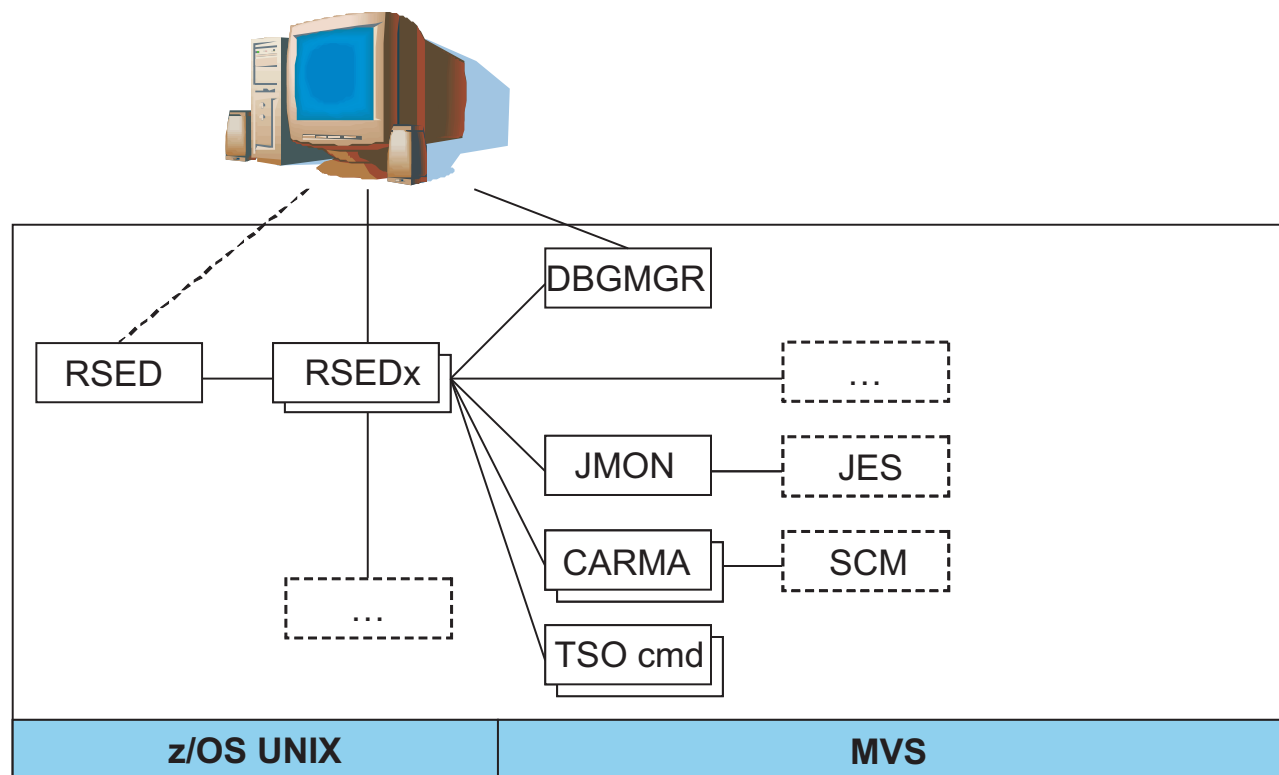 DBGMGR
RSED
RSEDx
...
JMON
JES
CARMA
SCM
...
TSO cmd
z/OS UNIX
MVS